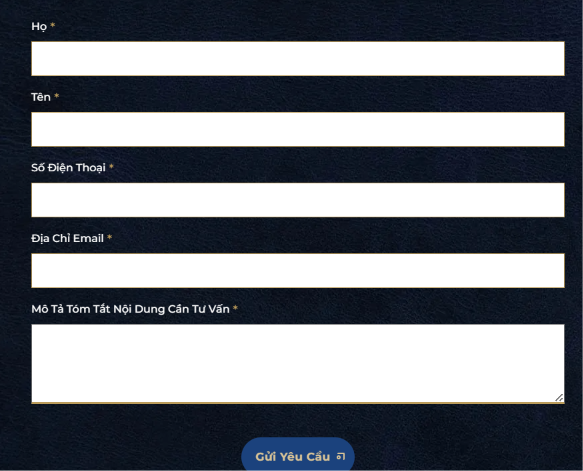 Họ *
Tên *
Số Điện Thoại *
Địa Chỉ Email *
Mô Tả Tóm Tắt Nội Dung Cần Tư Vấn *
Gửi Yêu Cầu